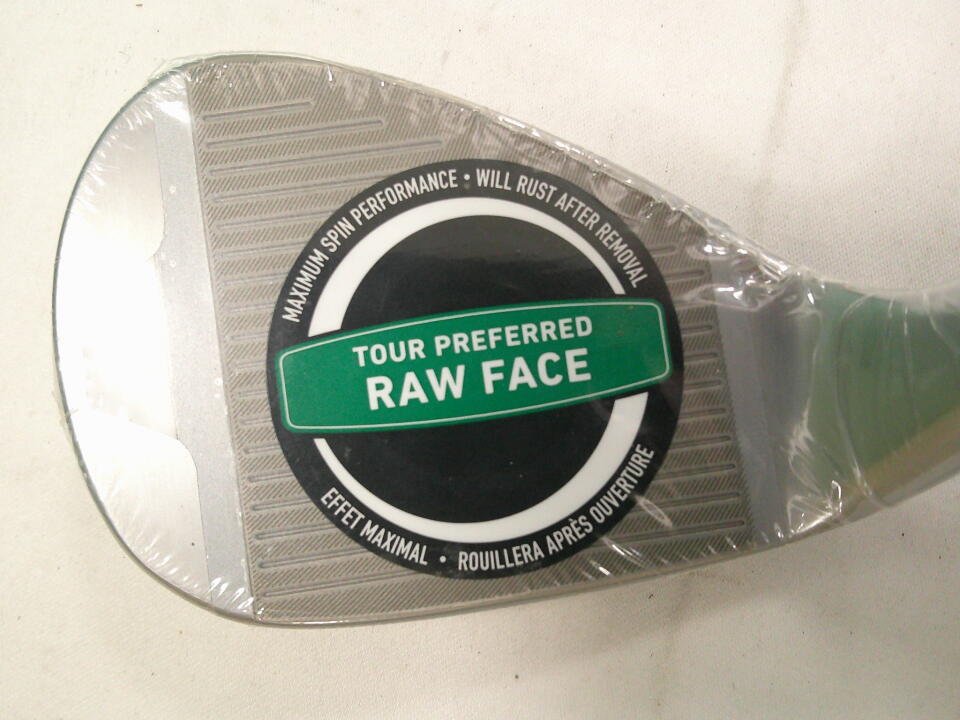 MAXIMUM SPIN PERFORMANCE • WILL RUST AFTER REMOVAL
TOUR PREFERRED
RAW FACE
EFFET MAXIMAL • ROUILLERA APRÈS OUVERTURE